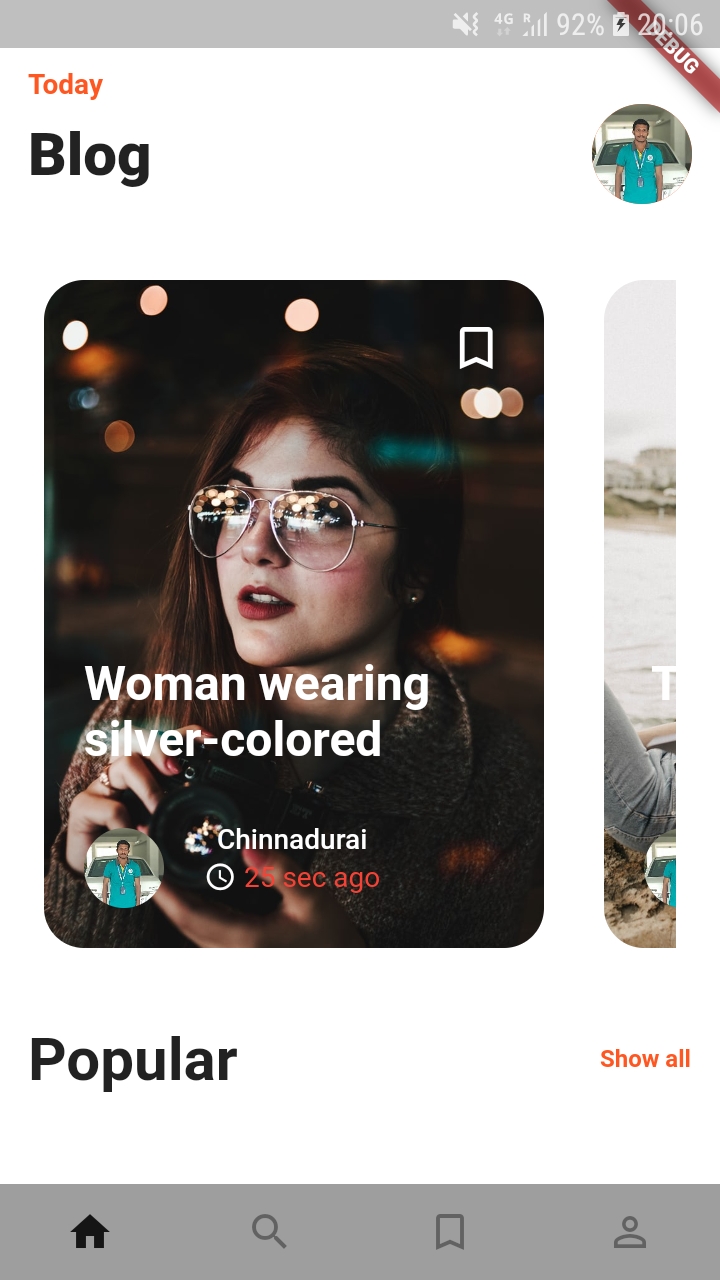 4G R 92% 20:06
DEBUG
Today
Blog
Woman wearing
silver-colored
T
Chinnadurai
25 sec ago
Popular
Show all